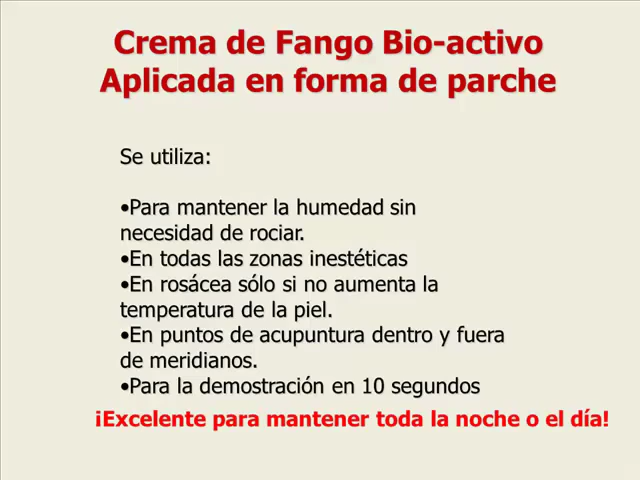 Crema de Fango Bio-activo
Aplicada en forma de parche
Se utiliza:
•Para mantener la humedad sin
necesidad de rociar.
•En todas las zonas inestéticas
•En rosácea sólo si no aumenta la
temperatura de la piel.
•En puntos de acupuntura dentro y fuera
de meridianos.
•Para la demostración en 10 segundos
¡Excelente para mantener toda la noche o el día!